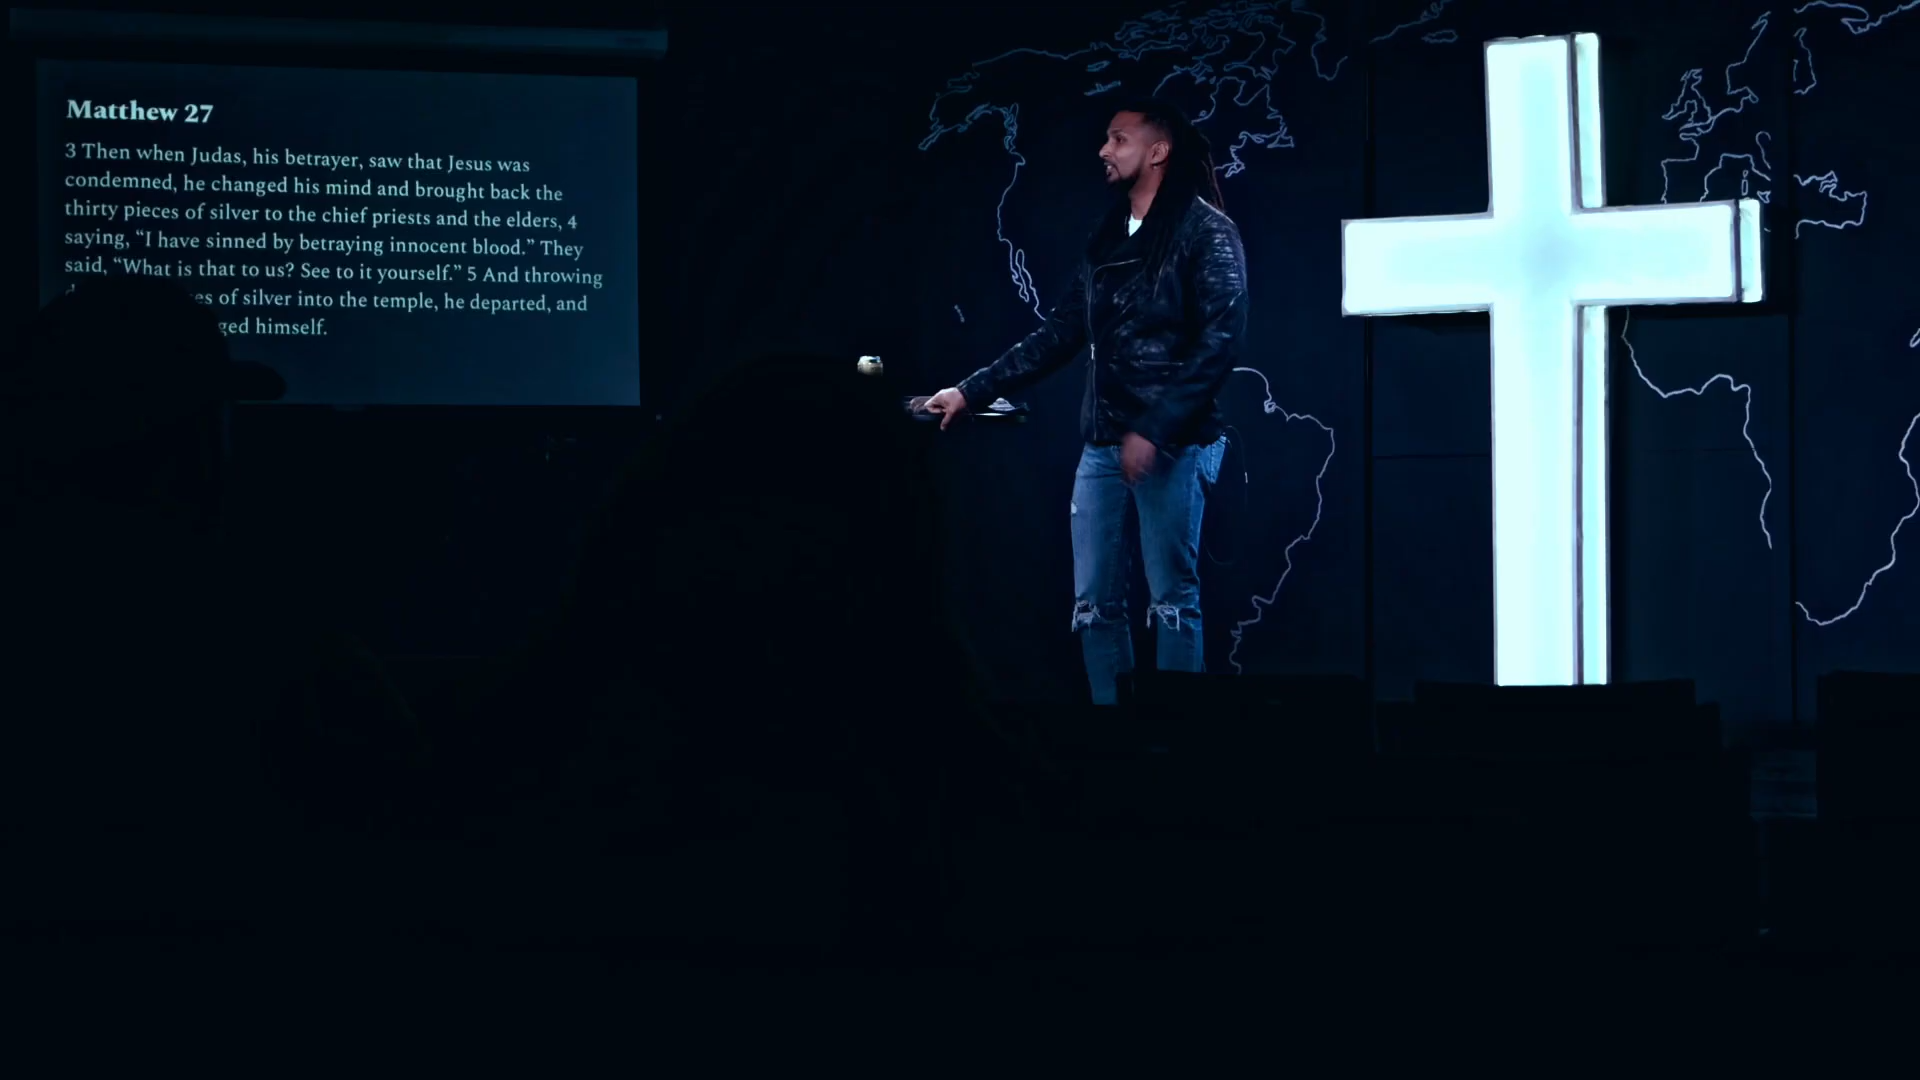 Matthew 27
3 Then when Judas, his betrayer, saw that Jesus was
condemned, he changed his mind and brought back the
thirty pieces of silver to the chief priests and the elders, 4
saying, “I have sinned by betraying innocent blood.” They
said, “What is that to us? See to it yourself.” 5 And throwing
of silver into the temple, he departed, and
himself.